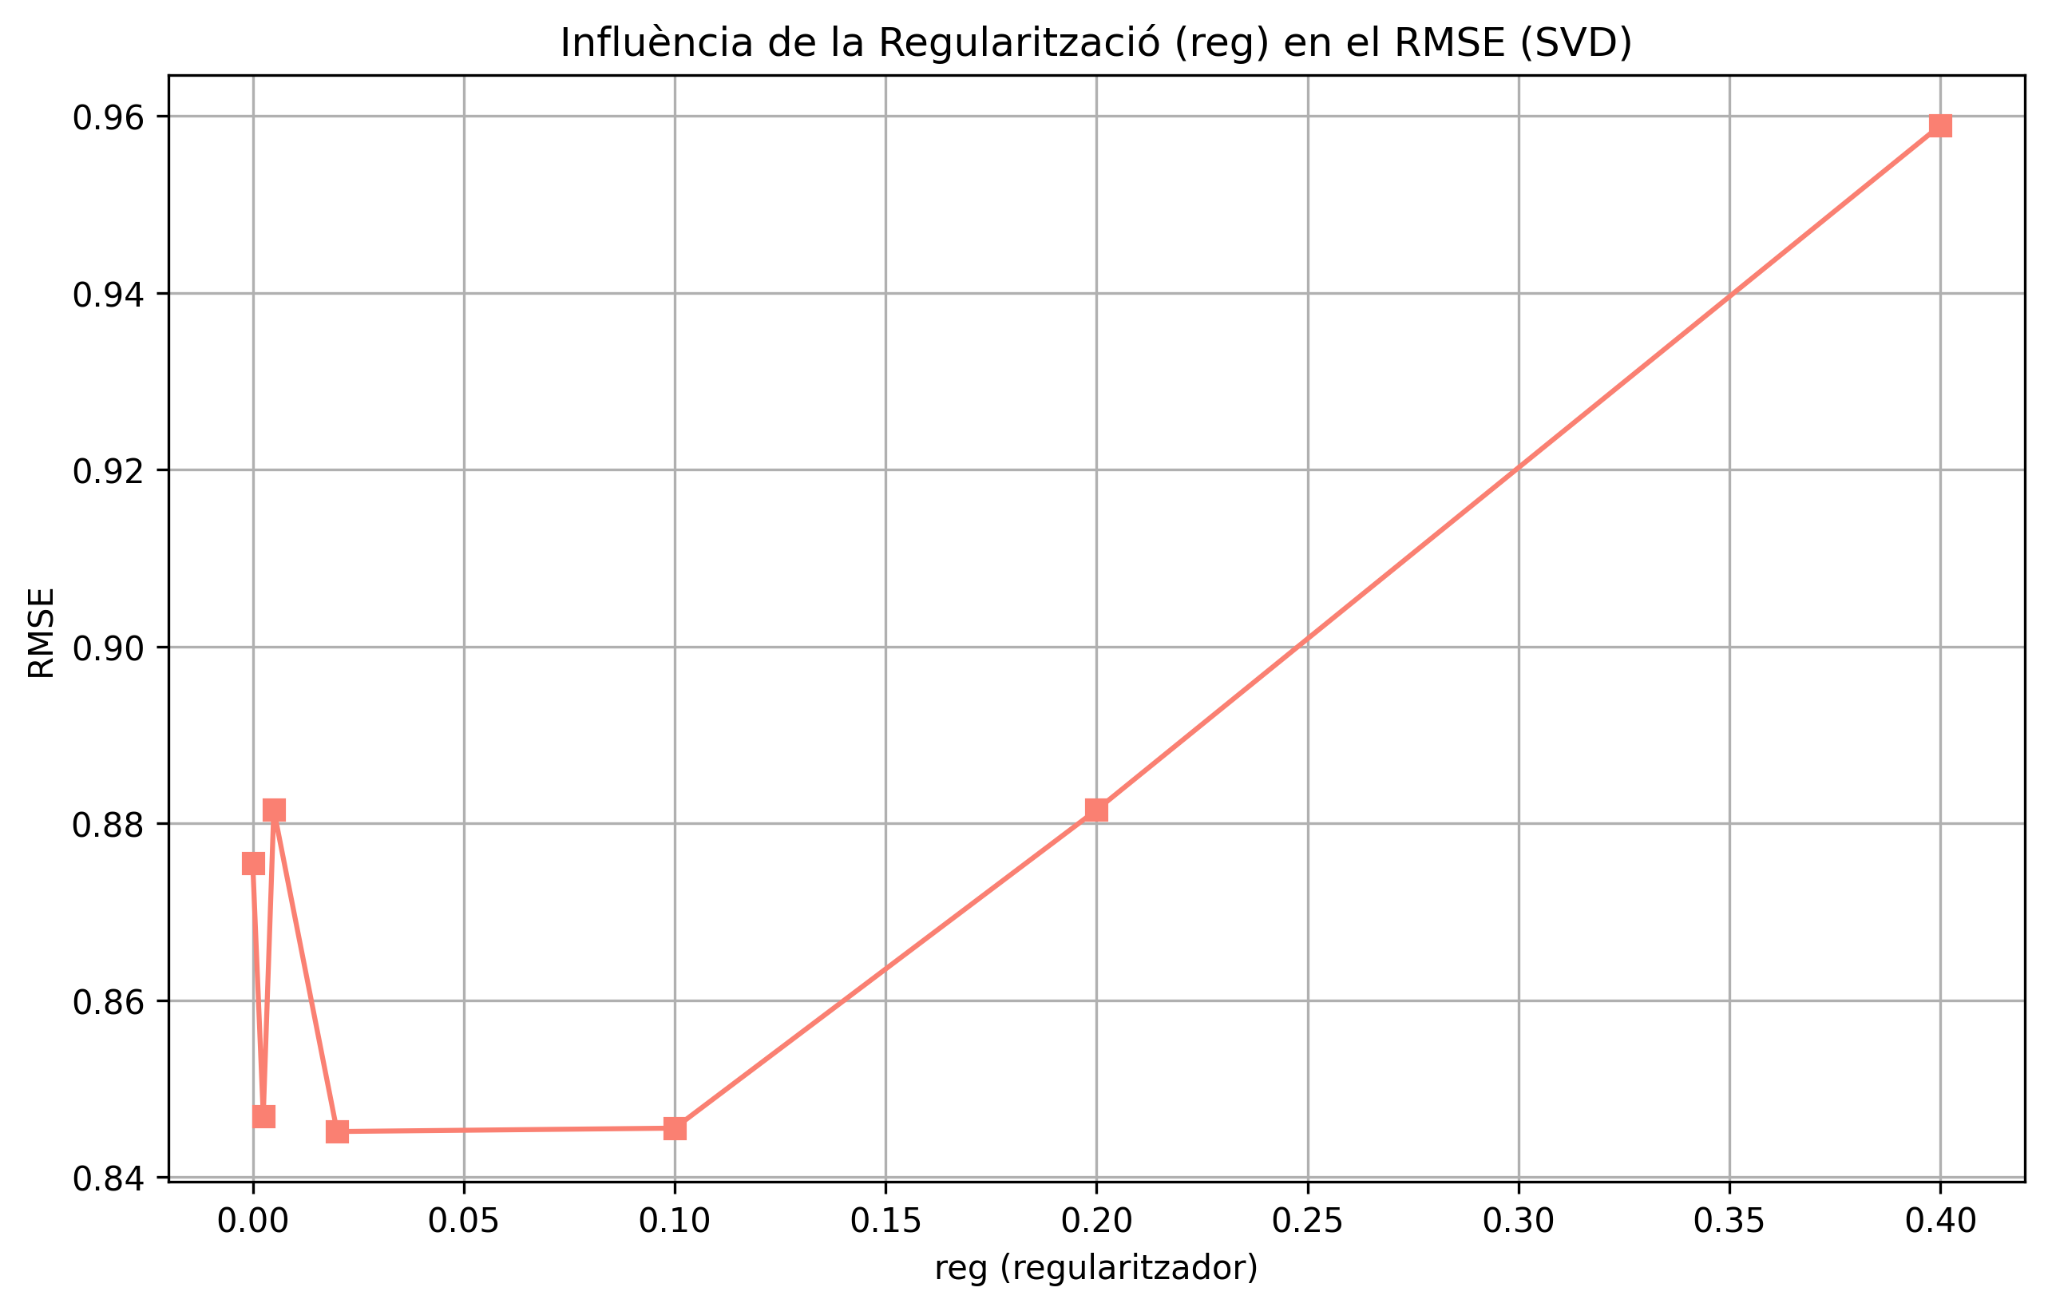 Influència de la Regularització (reg) en el RMSE (SVD)
0.96
0.94
0.92
0.90
0.88
0.86
0.84
RMSE
0.00 0.05 0.10 0.15 0.20 0.25 0.30 0.35 0.40
reg (regularitzador)